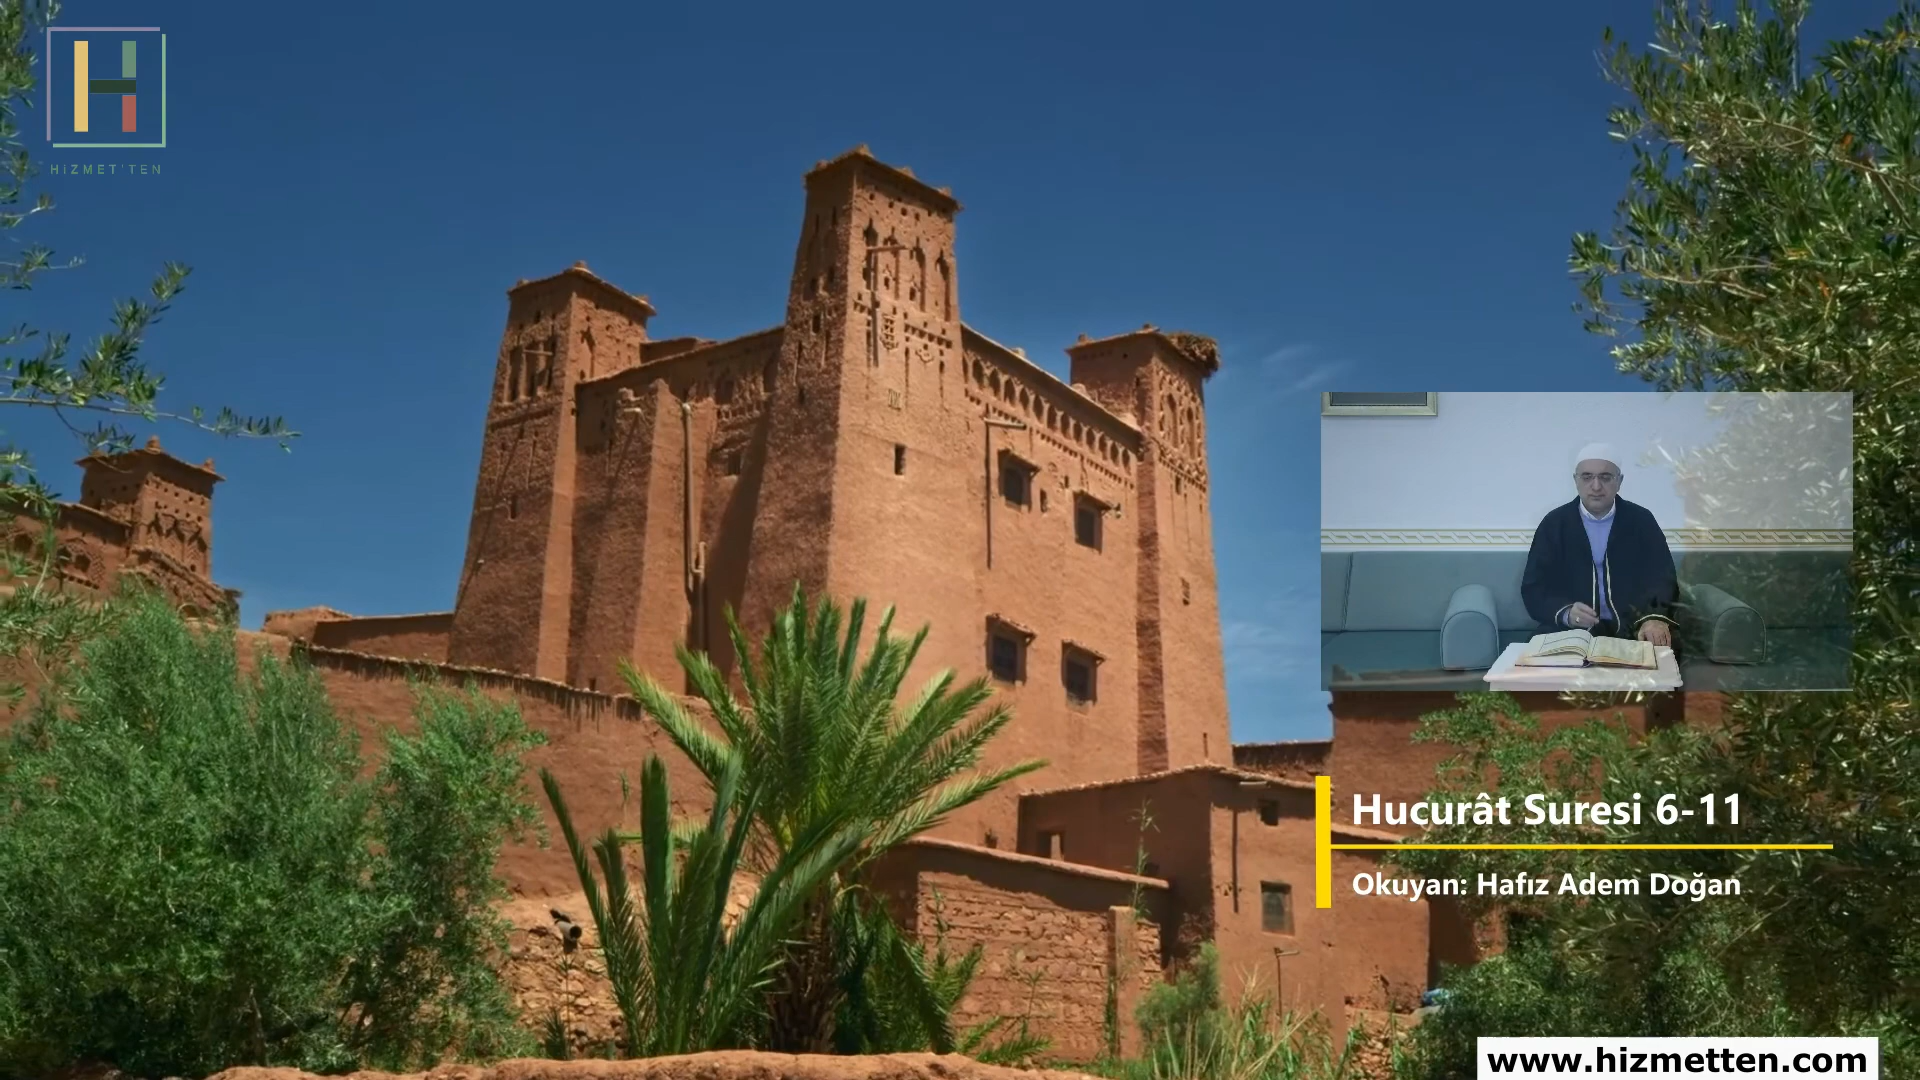 H
HİZMET'TEN
Hucurât Suresi 6-11
Okuyan: Hafız Adem Doğan
www.hizmetten.com